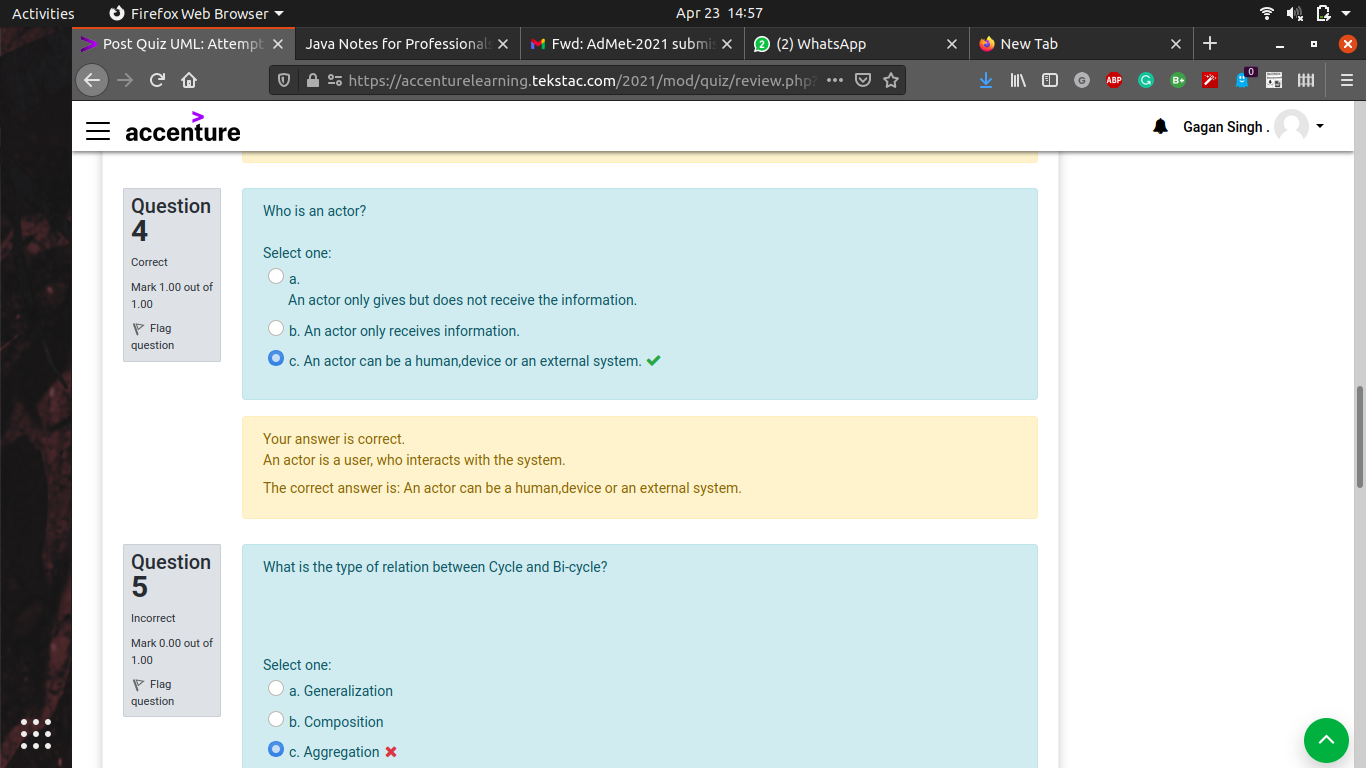 Activities
Firefox Web Browser
Apr 23 14:57
Post Quiz UML: Attempt
Java Notes for Professionals
Fwd: AdMet-2021 submis
(2) WhatsApp
New Tab
https://accenturelearning.tekstac.com/2021/mod/quiz/review.php?
G
ABP
G
B+
0
accenture
Gagan Singh .
Question
4
Correct
Mark 1.00 out of
1.00
Flag
question
Who is an actor?
Select one:
a.
An actor only gives but does not receive the information.
b. An actor only receives information.
c. An actor can be a human,device or an external system.
Your answer is correct.
An actor is a user, who interacts with the system.
The correct answer is: An actor can be a human,device or an external system.
Question
5
Incorrect
Mark 0.00 out of
1.00
Flag
question
What is the type of relation between Cycle and Bi-cycle?
Select one:
a. Generalization
b. Composition
c. Aggregation